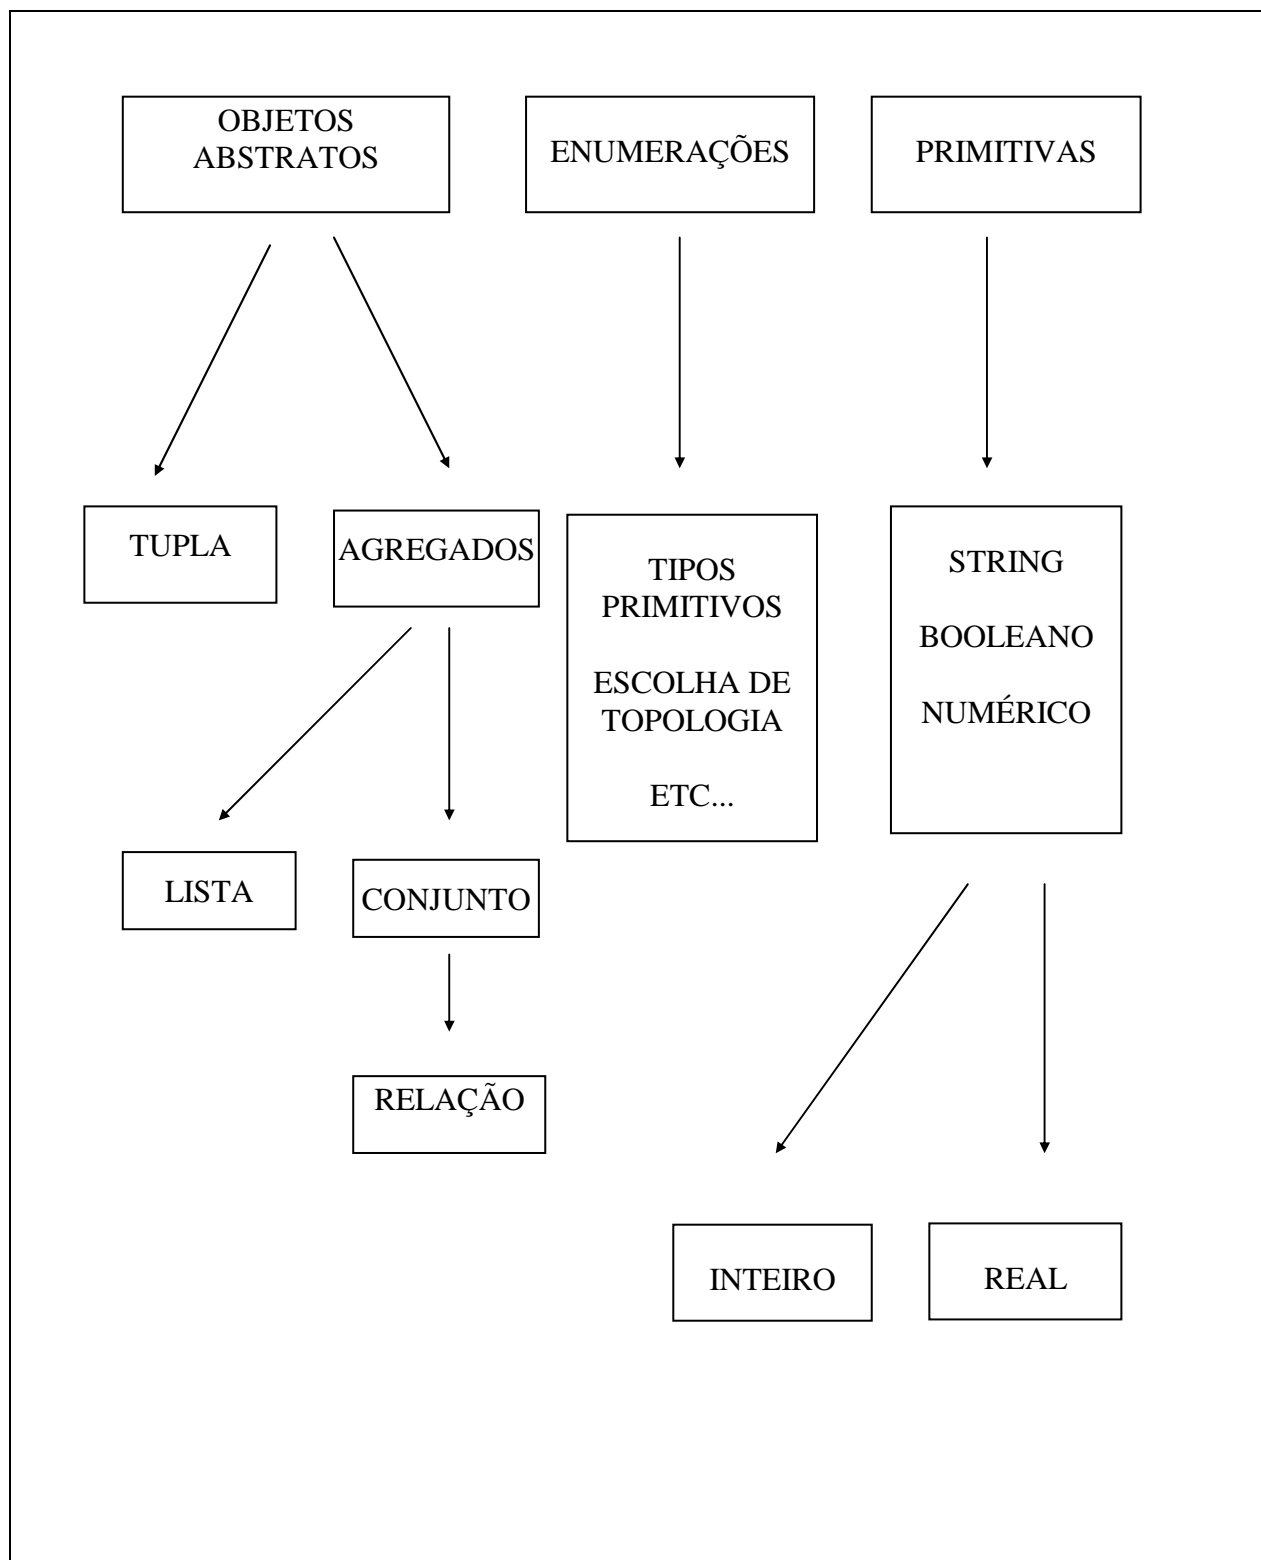 OBJETOS
ABSTRATOS
ENUMERAÇÕES
PRIMITIVAS
TUPLA
AGREGADOS
TIPOS
PRIMITIVOS
ESCOLHA DE
TOPOLOGIA
ETC...
STRING
BOOLEANO
NUMÉRICO
LISTA
CONJUNTO
RELAÇÃO
INTEIRO
REAL